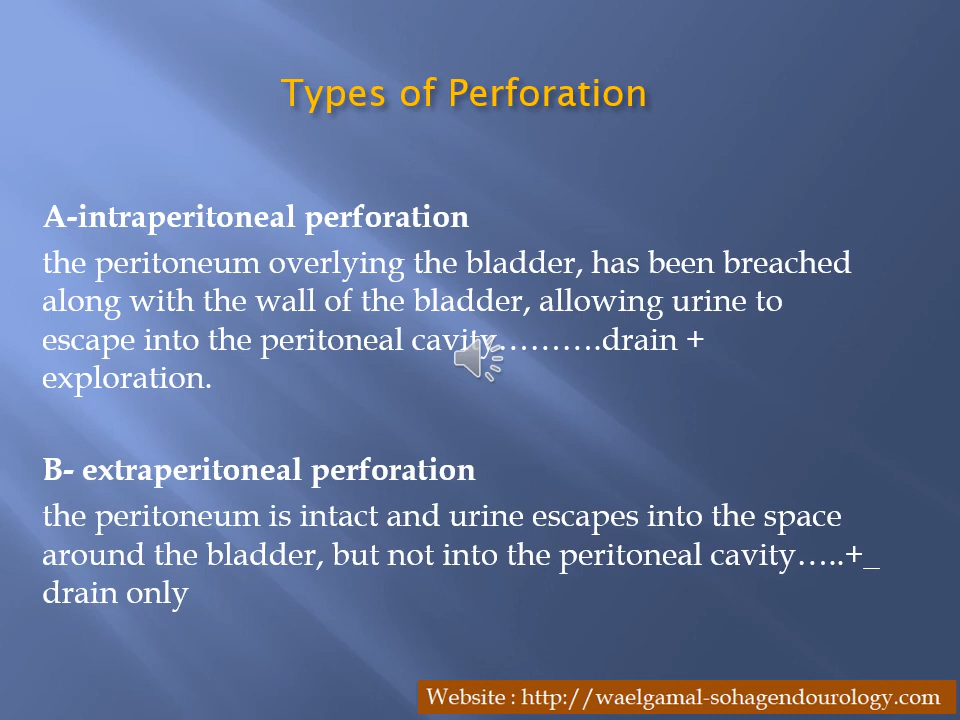 Types of Perforation
A-intraperitoneal perforation
the peritoneum overlying the bladder, has been breached
along with the wall of the bladder, allowing urine to
escape into the peritoneal cavity……….drain +
exploration.
B- extraperitoneal perforation
the peritoneum is intact and urine escapes into the space
around the bladder, but not into the peritoneal cavity…..+_
drain only
Website : http://waelgamal-sohagendourology.com